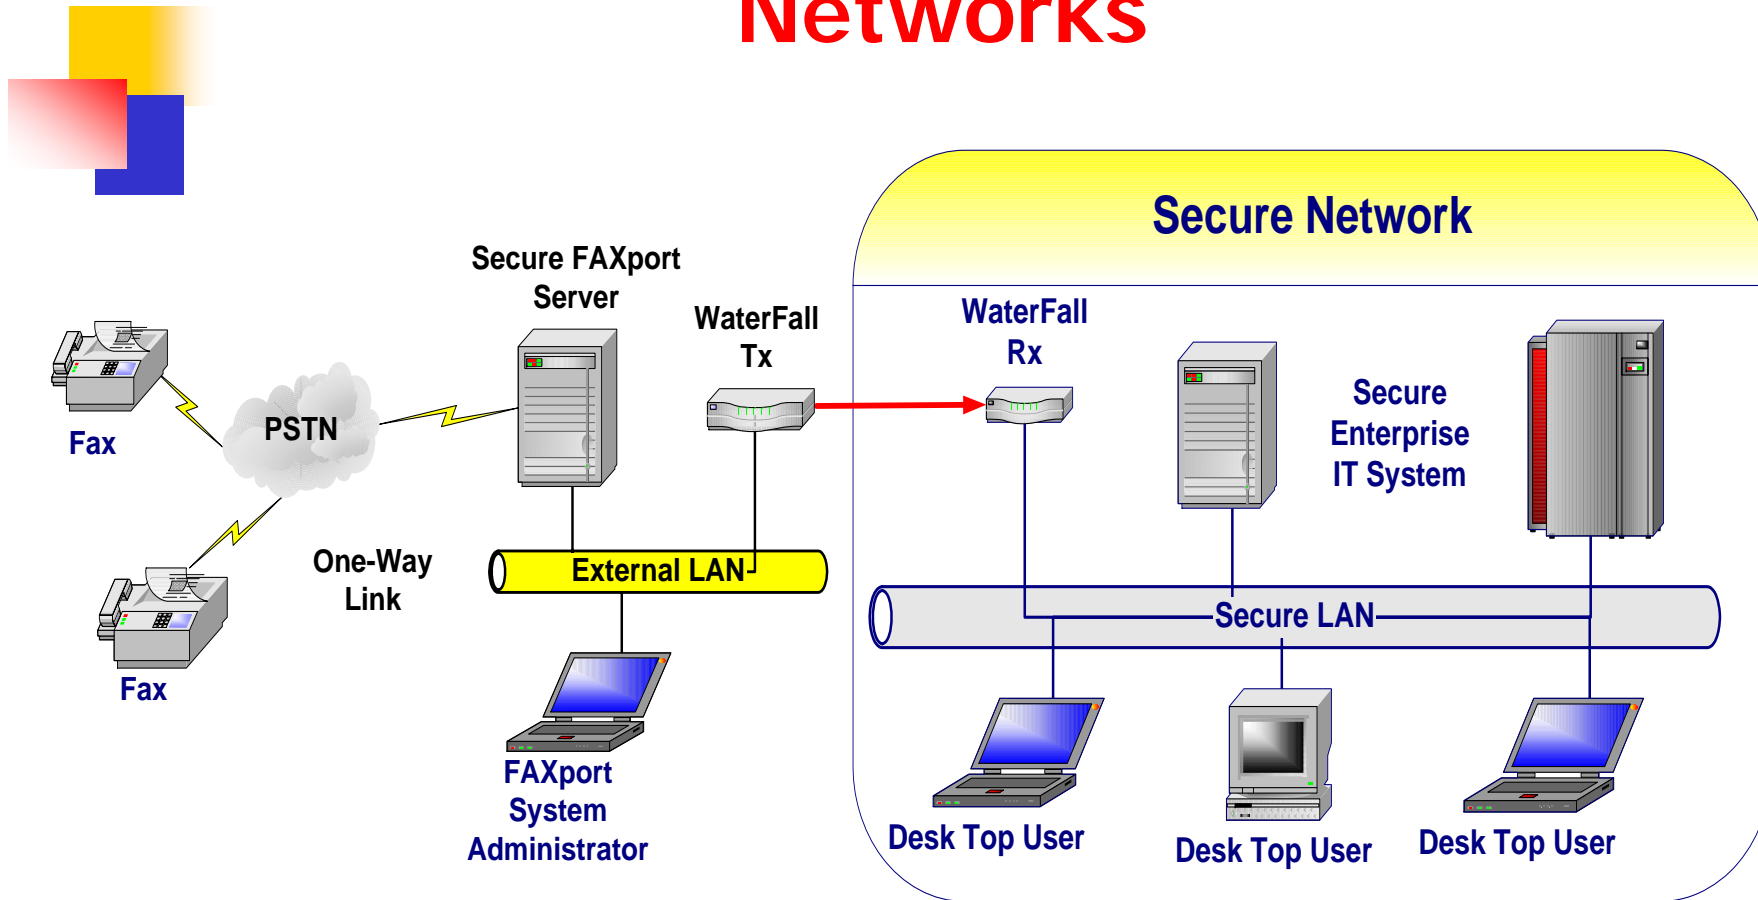 Networks
Secure Network
Secure FAXport
Server
WaterFall
Tx
WaterFall
Rx
Secure
Enterprise
IT System
PSTN
Fax
One-Way
Link
External LAN
Secure LAN
Fax
FAXport
System
Administrator
Desk Top User
Desk Top User
Desk Top User